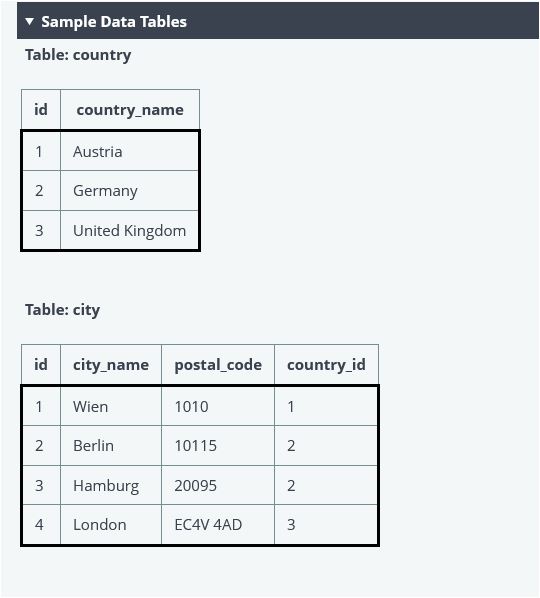 ▼ Sample Data Tables
Table: country
id country_name
1 Austria
2 Germany
3 United Kingdom
Table: city
id city_name postal_code country_id
1 Wien 1010 1
2 Berlin 10115 2
3 Hamburg 20095 2
4 London EC4V 4AD 3